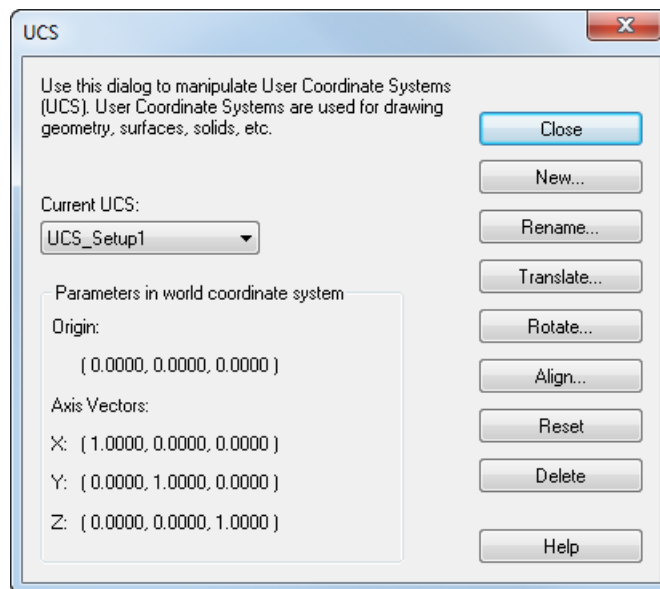 UCS
Use this dialog to manipulate User Coordinate Systems
(UCS). User Coordinate Systems are used for drawing
geometry, surfaces, solids, etc.
Close
New...
Current UCS:
Rename...
UCS_Setup1
Translate...
Parameters in world coordinate system
Origin:
Rotate...
( 0.0000, 0.0000, 0.0000 )
Align...
Axis Vectors:
Reset
X: ( 1.0000, 0.0000, 0.0000 )
Y: ( 0.0000, 1.0000, 0.0000 )
Delete
Z: ( 0.0000, 0.0000, 1.0000 )
Help